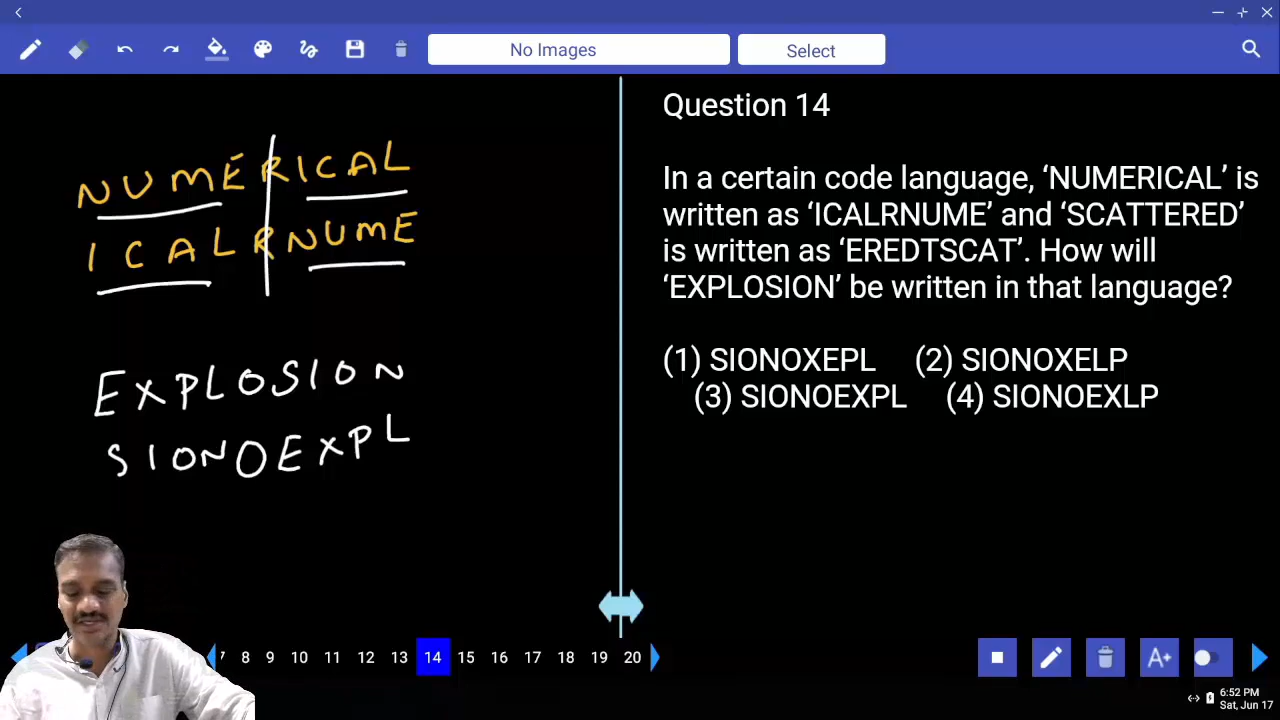 No Images
Select
NUMERICAL
ICALRNUME
EXPLOSION
SIONOEXPL
Question 14
In a certain code language, ‘NUMERICAL’ is
written as ‘ICALRNUME’ and ‘SCATTERED’
is written as ‘EREDTSCAT’. How will
‘EXPLOSION’ be written in that language?
(1) SIONOXEPL (2) SIONOXELP
(3) SIONOEXPL (4) SIONOEXLP
8 9 10 11 12 13 14 15 16 17 18 19 20
A+
6:52 PM
Sat, Jun 17